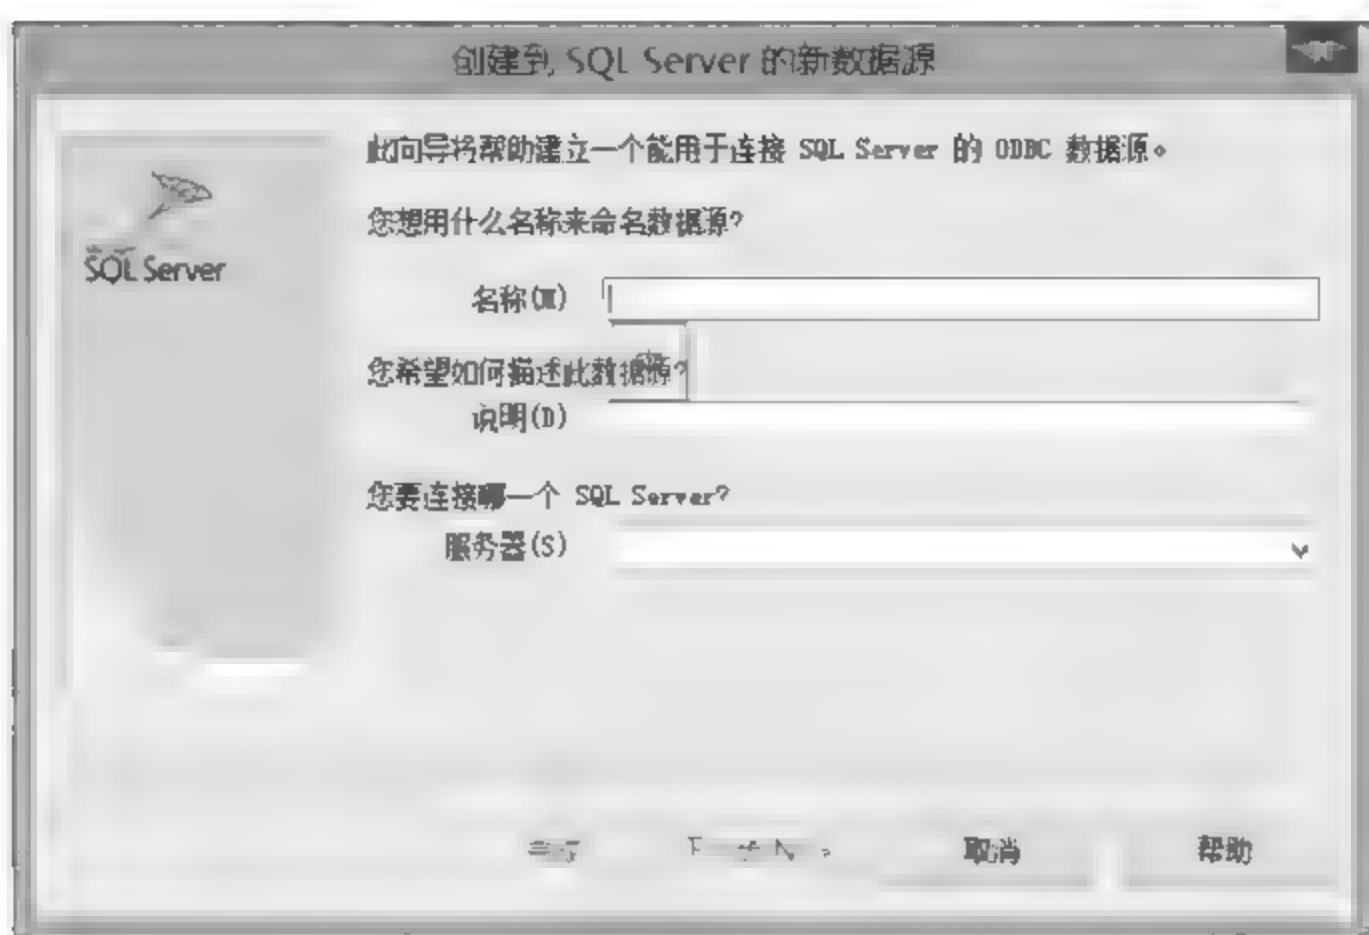 创建到 SQL Server 的新数据源
此向导将帮助建立一个能用于连接 SQL Server 的 ODBC 数据源。
SQL Server
您想用什么名称来命名数据源?
名称(M)
您希望如何描述此数据源?
说明(D)
您要连接哪一个 SQL Server?
服务器(S)
取消
帮助